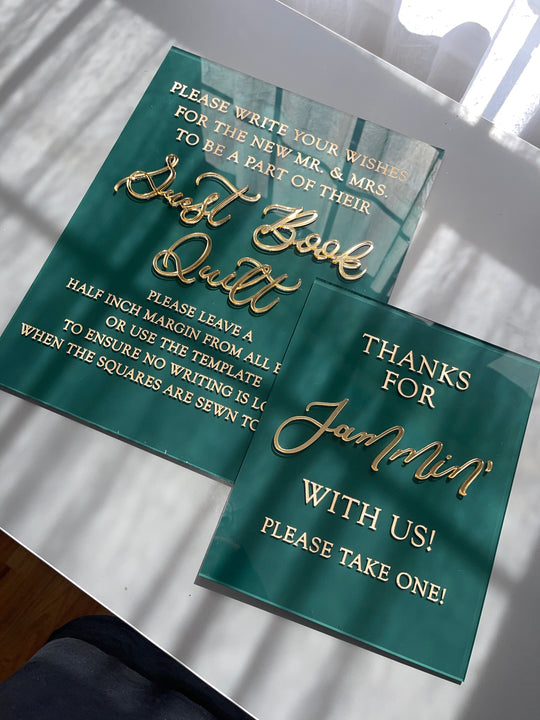 PLEASE WRITE YOUR WISHES
FOR THE NEW MR. & MRS.
TO BE A PART OF THEIR
Guest Book
Quilt
PLEASE LEAVE A
HALF INCH MARGIN FROM ALL
OR USE THE TEMPLATE
TO ENSURE NO WRITING IS
WHEN THE SQUARES ARE SEWN
THANKS
FOR
Jammin'
WITH US!
PLEASE TAKE ONE!